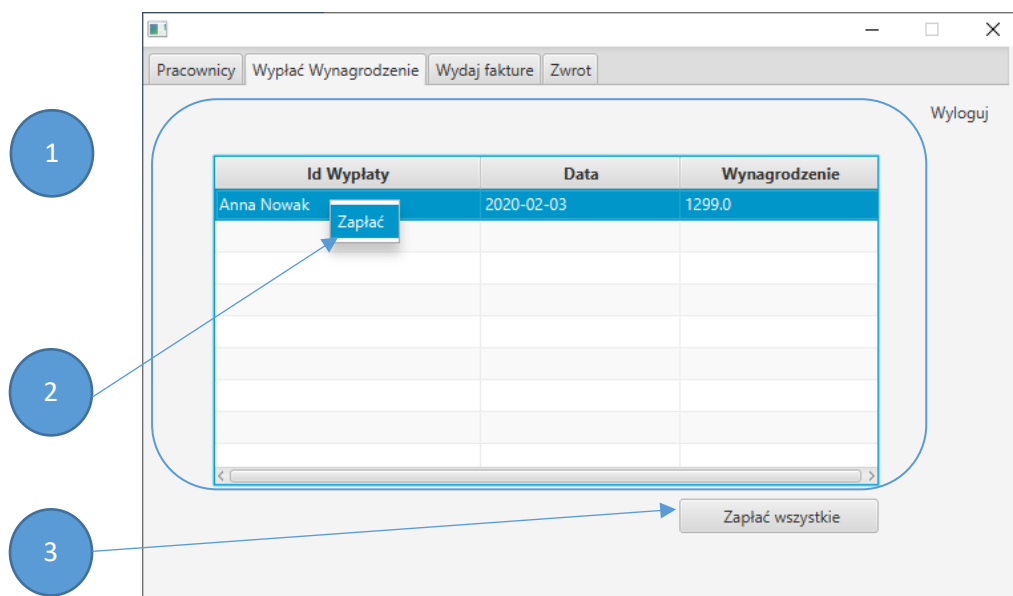 Pracownicy Wypłać Wynagrodzenie Wydaj fakture Zwrot
Wyloguj
1
Id Wypłaty Data Wynagrodzenie
Anna Nowak 2020-02-03 1299.0
Zapłać
2
Zapłać wszystkie
3